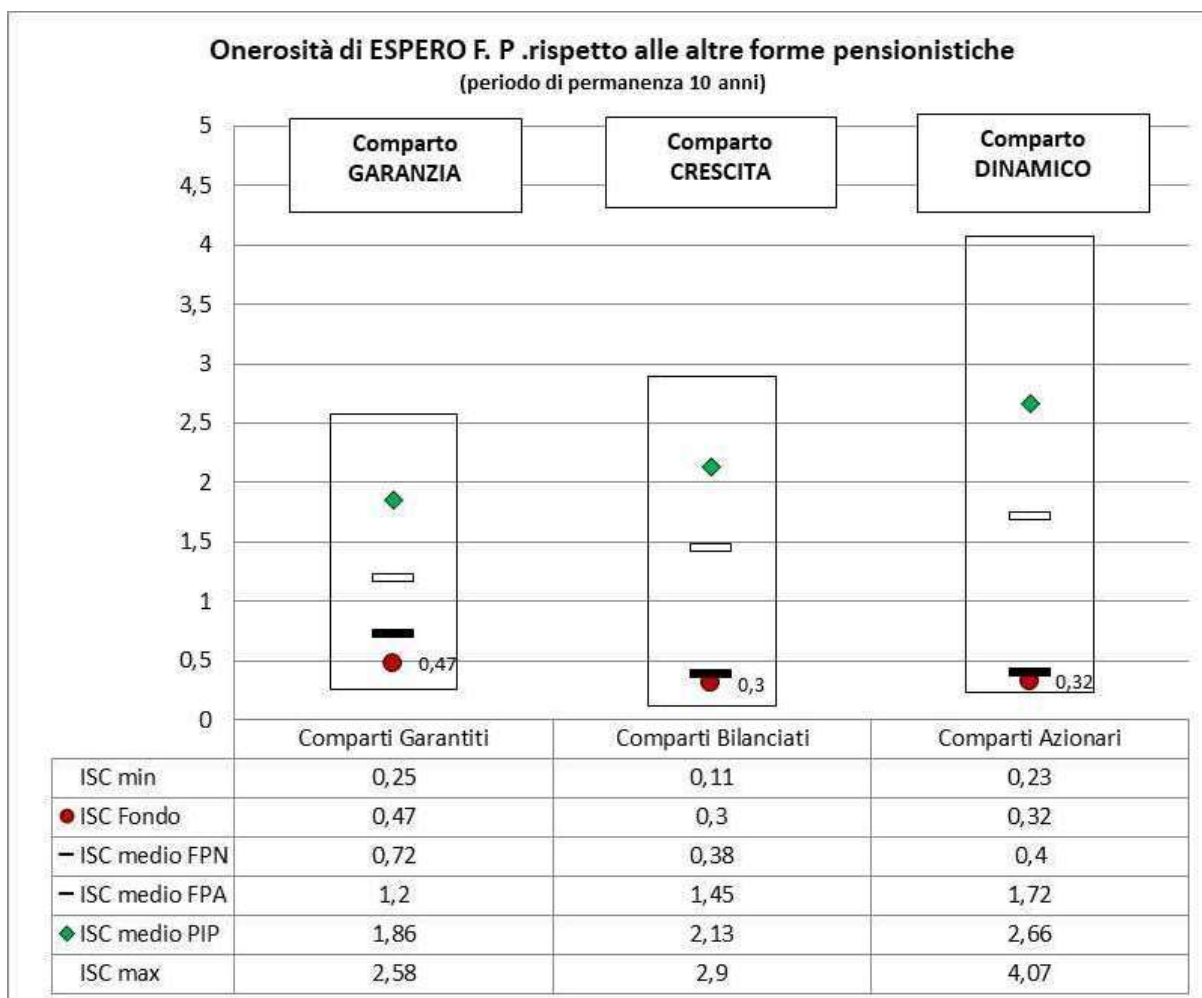 Onerosità di ESPERO F. P .rispetto alle altre forme pensionistiche
(periodo di permanenza 10 anni)
Comparto
GARANZIA
Comparto
CRESCITA
Comparto
DINAMICO
5
4,5
4
3,5
3
2,5
2
1,5
1
0,5
0
0,47
0,3
0,32
Comparti Garantiti Comparti Bilanciati Comparti Azionari
ISC min 0,25 0,11 0,23
ISC Fondo 0,47 0,3 0,32
ISC medio FPN 0,72 0,38 0,4
ISC medio FPA 1,2 1,45 1,72
ISC medio PIP 1,86 2,13 2,66
ISC max 2,58 2,9 4,07